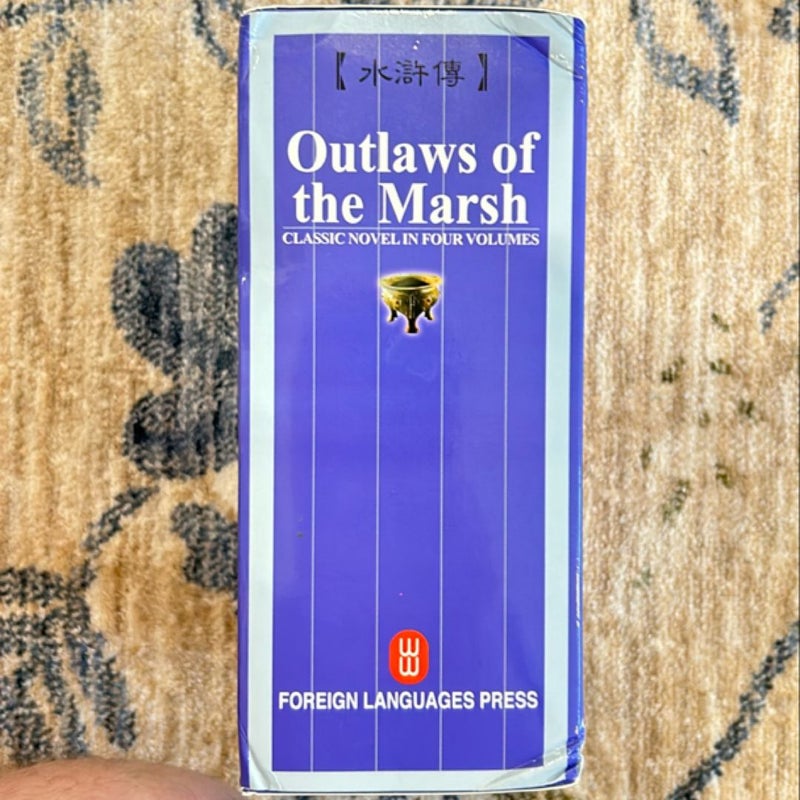 【水滸傳】
Outlaws of
the Marsh
CLASSIC NOVEL IN FOUR VOLUMES
FOREIGN LANGUAGES PRESS